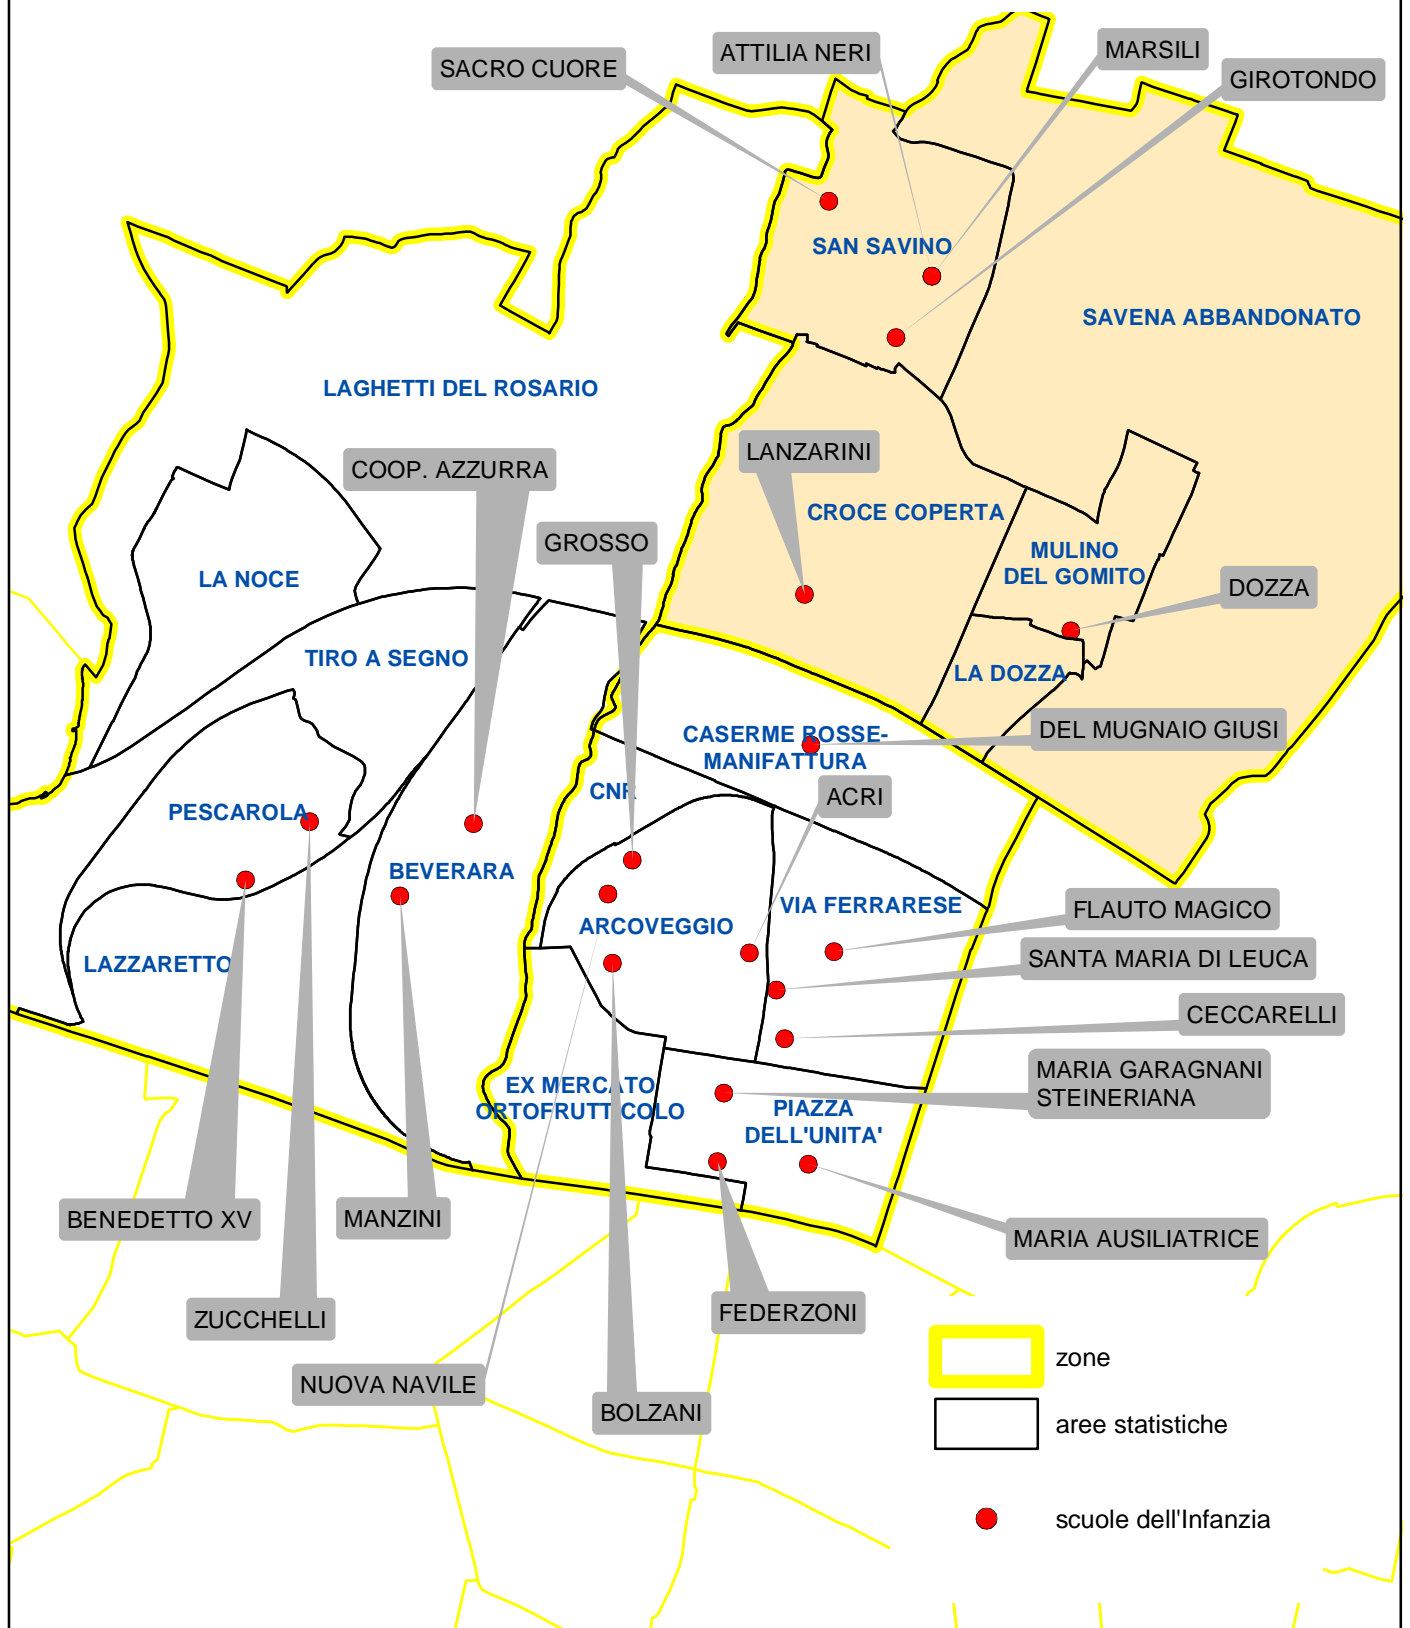 ATTILIA NERI
MARSILI
SACRO CUORE
GIROTONDO
SAN SAVINO
SAVENA ABBANDONATO
LAGHETTI DEL ROSARIO
LANZARINI
COOP. AZZURRA
CROCE COPERTA
GROSSO
MULINO
DEL GOMITO
LA NOCE
DOZZA
TIRO A SEGNO
LA DOZZA
DEL MUGNAIO GIUSI
CASERME ROSSE-
MANIFATTURA
CNR
ACRI
PESCAROLA
BEVERARA
VIA FERRARESE
FLAUTO MAGICO
ARCOVEGGIO
SANTA MARIA DI LEUCA
LAZZARETTO
CECCARELLI
MARIA GARAGNANI
STEINERIANA
EX MERCATO
ORTOFRUTTICOLO
PIAZZA
DELL'UNITA'
BENEDETTO XV
MANZINI
MARIA AUSILIATRICE
ZUCCHELLI
FEDERZONI
NUOVA NAVILE
BOLZANI
zone
aree statistiche
scuole dell'Infanzia